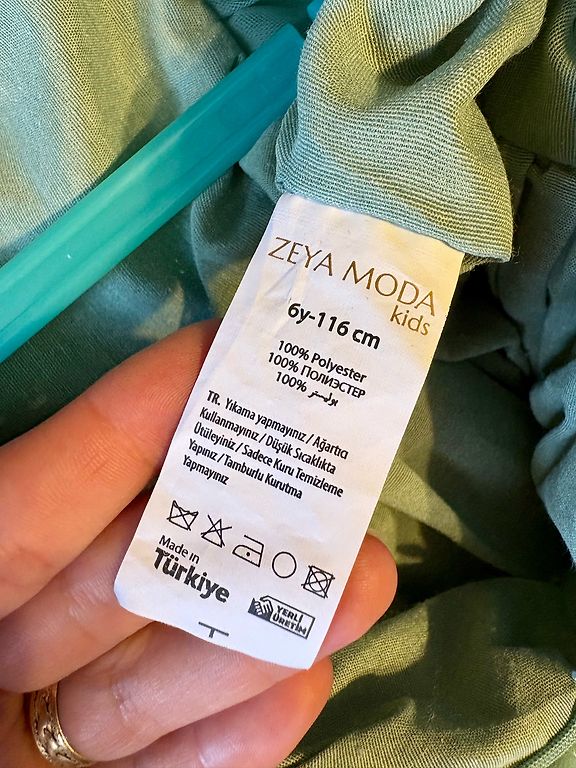 ZEYA MODA
kids
6y-116 cm
100% Polyester
100% ПОЛИЭСТЕР
100% بوليستر
TR. Yıkama yapmayınız / Ağartıcı
Kullanmayınız / Düşük Sıcaklıkta
Ütüleyiniz / Sadece Kuru Temizleme
Yapınız / Tamburlu Kurutma
Yapmayınız
Made in
Türkiye
YERLİ
ÜRETİM